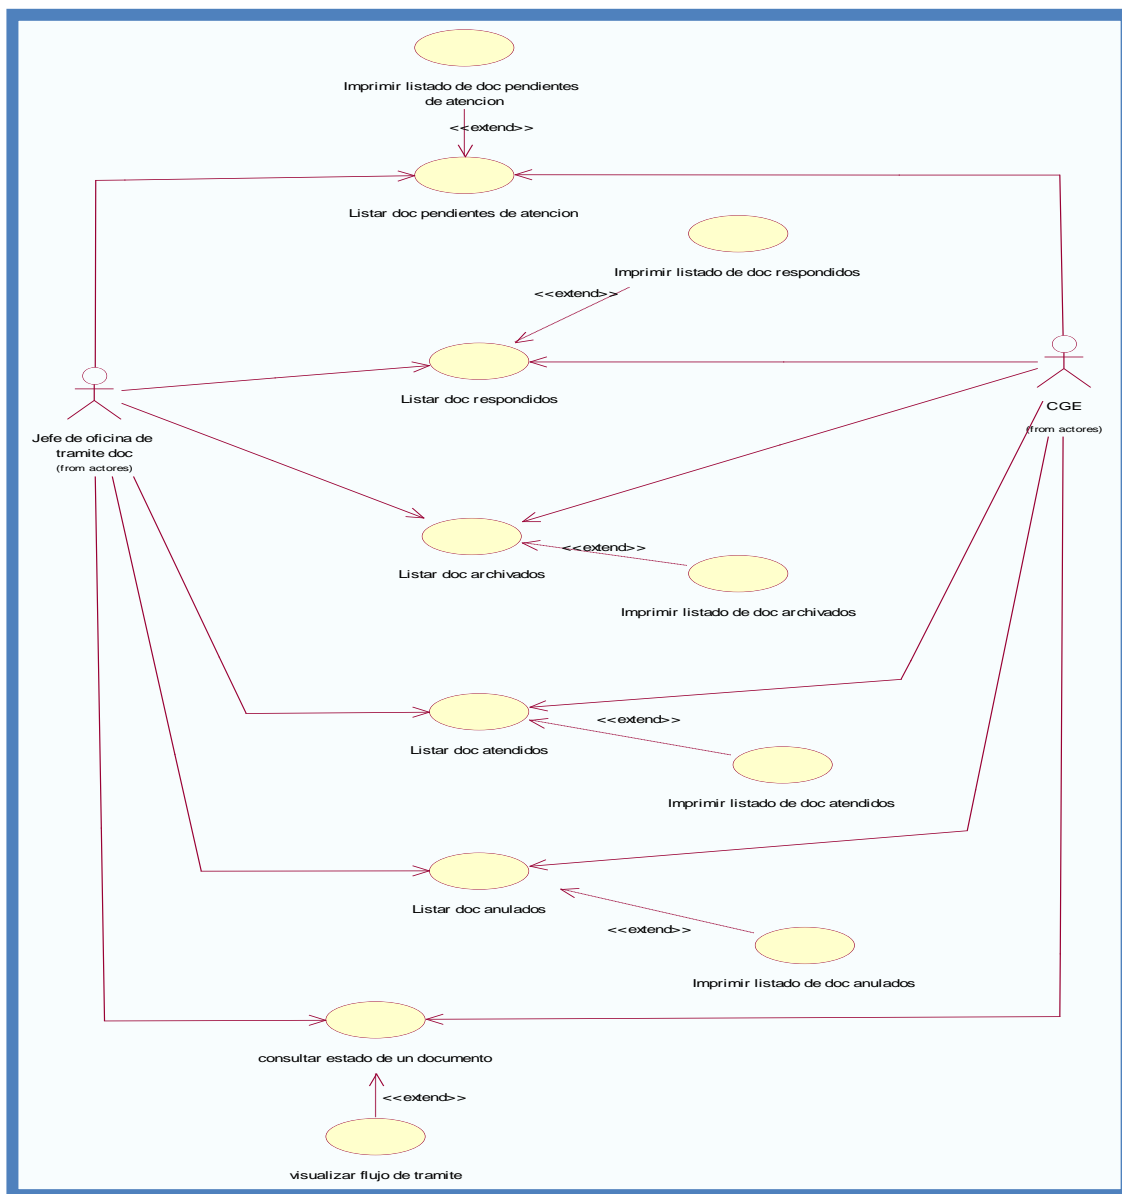 Imprimir listado de doc pendientes
de atencion
<<extend>>
Listar doc pendientes de atencion
Imprimir listado de doc respondidos
<<extend>>
Listar doc respondidos
CGE
(from actores)
Jefe de oficina de
tramite doc
(from actores)
<<extend>>
Listar doc archivados
Imprimir listado de doc archivados
<<extend>>
Listar doc atendidos
Imprimir listado de doc atendidos
Listar doc anulados
<<extend>>
Imprimir listado de doc anulados
consultar estado de un documento
<<extend>>
visualizar flujo de tramite